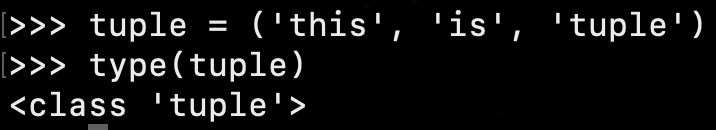 >>> tuple = ('this', 'is', 'tuple')
>>> type(tuple)
<class 'tuple'>